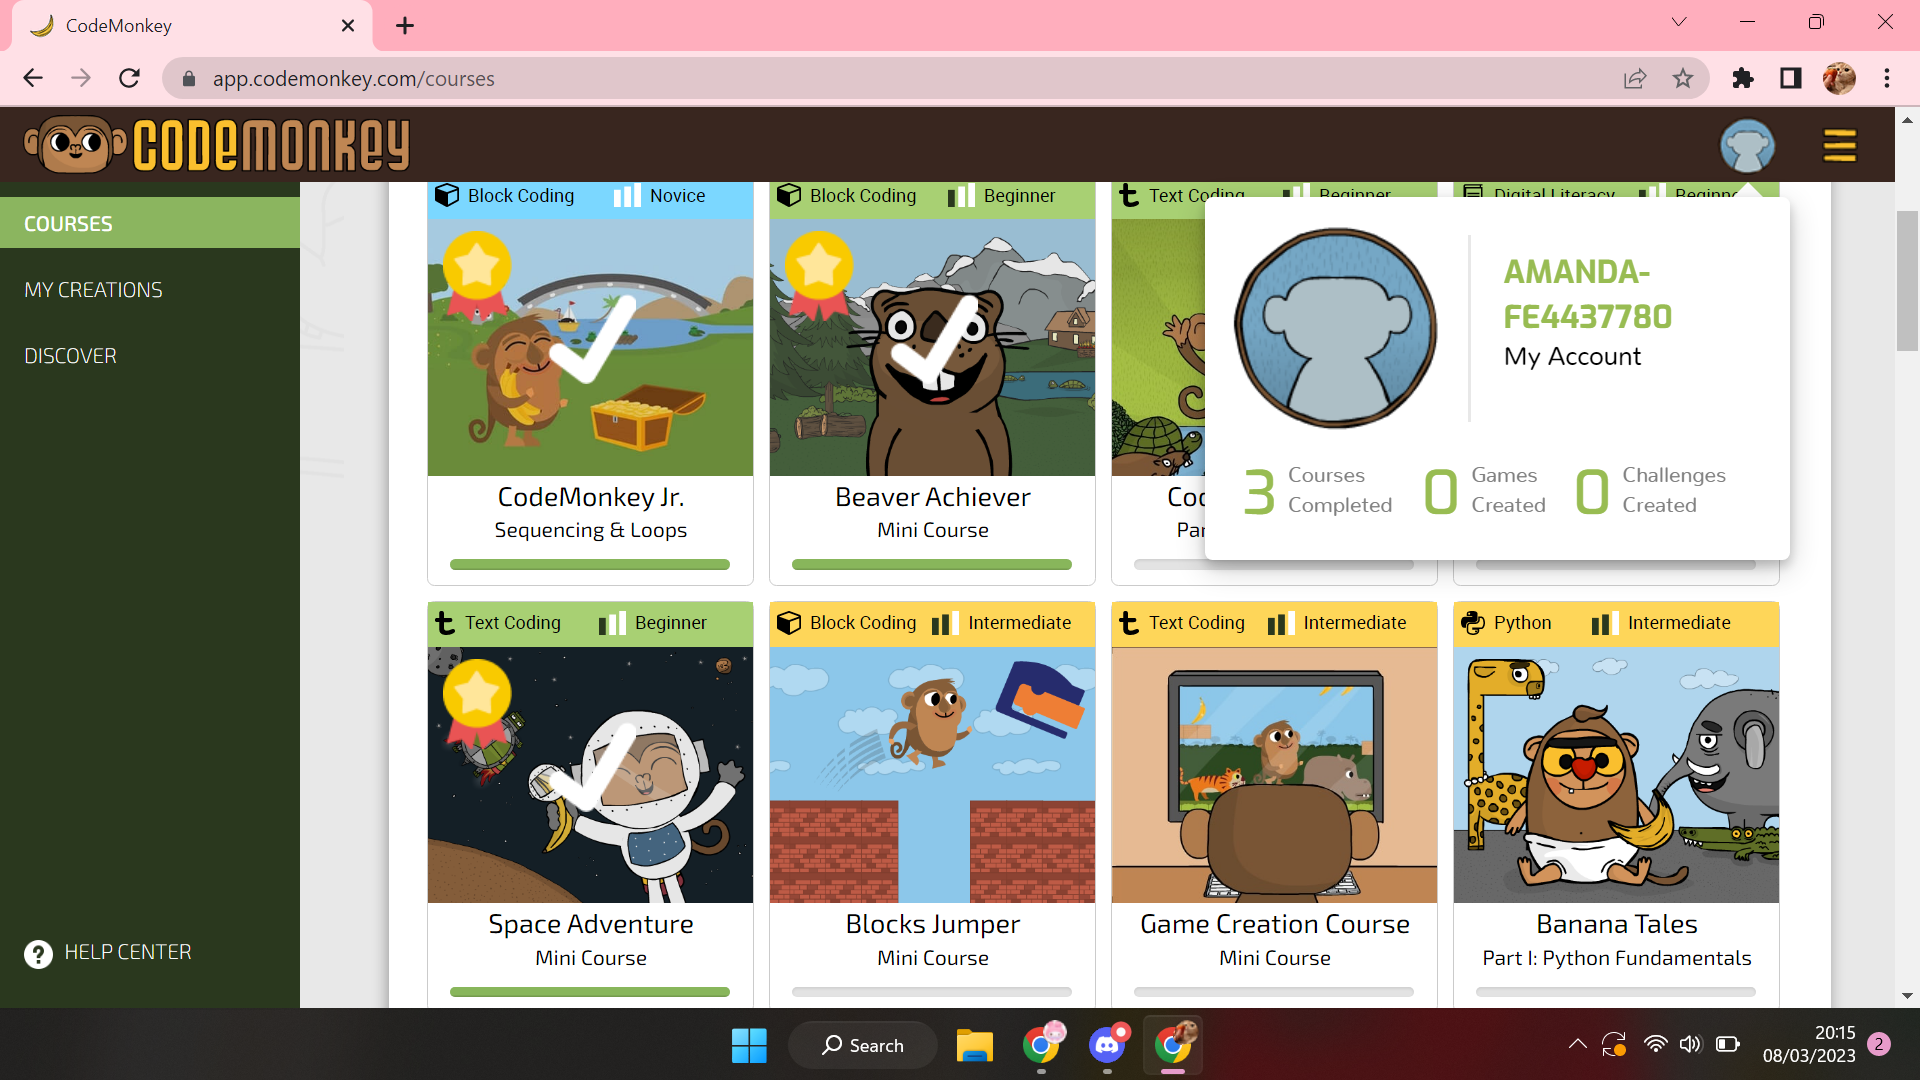 CodeMonkey
app.codemonkey.com/courses
CODEMONKEY
COURSES
MY CREATIONS
DISCOVER
HELP CENTER
Block Coding Novice
CodeMonkey Jr.
Sequencing & Loops
Block Coding Beginner
Beaver Achiever
Mini Course
Text Coding Beginner
Digital Literacy
AMANDA-
FE4437780
My Account
3 Courses Completed
0 Games Created
0 Challenges Created
Text Coding Beginner
Space Adventure
Mini Course
Block Coding Intermediate
Blocks Jumper
Mini Course
Text Coding Intermediate
Game Creation Course
Mini Course
Python Intermediate
Banana Tales
Part I: Python Fundamentals
Search
20:15
08/03/2023
2